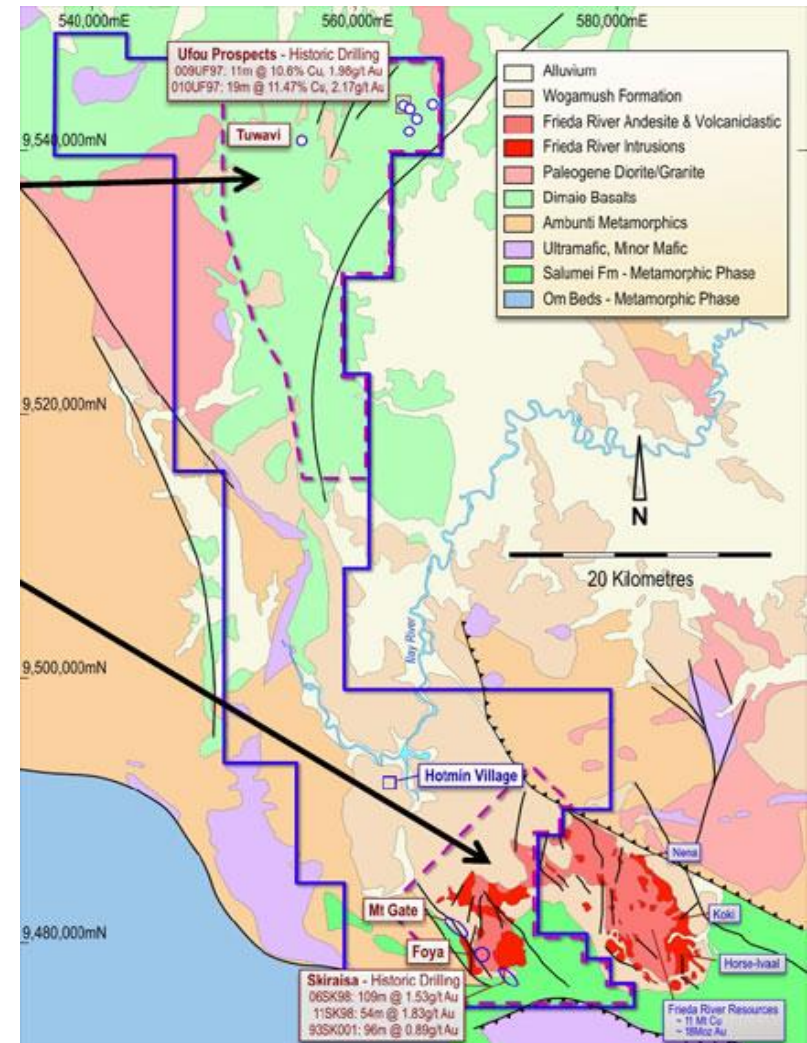 540,000mE
560,000mE
580,000mE
Ufou Prospects - Historic Drilling
009UF97: 11m @ 10.6% Cu, 1.98g/t Au
010UF97: 19m @ 11.47% Cu, 2.17g/t Au
Tuwavi
9,540,000mN
Alluvium
Wogamush Formation
Frieda River Andesite & Volcaniclastic
Frieda River Intrusions
Paleogene Diorite/Granite
Dimaie Basalts
Ambunti Metamorphics
Ultramafic, Minor Mafic
Salumei Fm - Metamorphic Phase
Om Beds - Metamorphic Phase
9,520,000mN
N
20 Kilometres
9,500,000mN
May River
Hotmin Village
Nena
Mt Gate
Koki
9,480,000mN
Foya
Horse-Ivaal
Skiraisa - Historic Drilling
06SK98: 109m @ 1.53g/t Au
11SK98: 54m @ 1.83g/t Au
93SK001: 96m @ 0.89g/t Au
Frieda River Resources
~ 11 Mt Cu
~ 18Moz Au